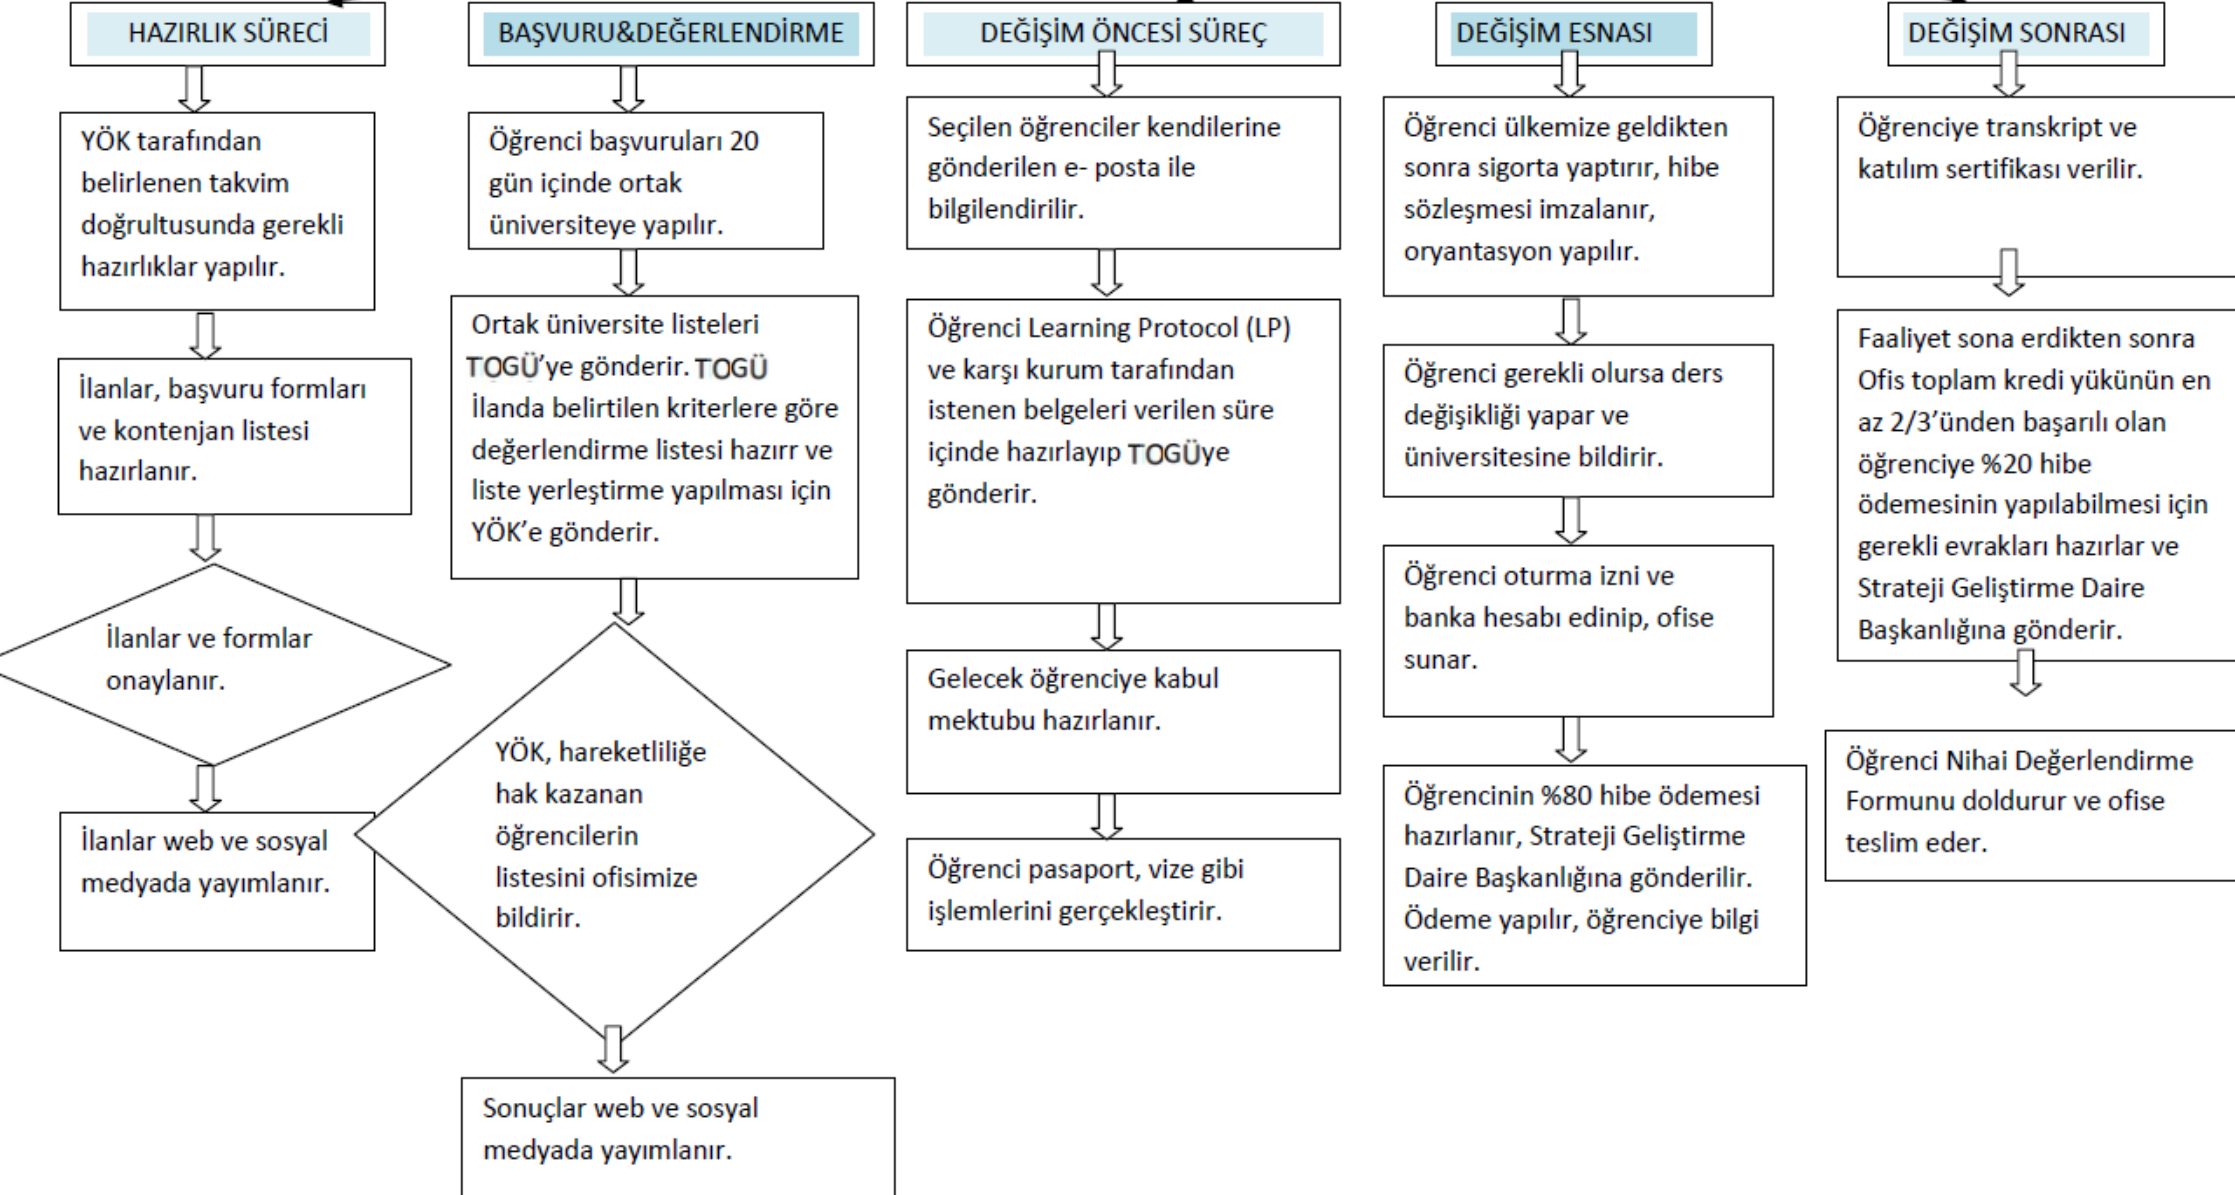 HAZIRLIK SÜRECİ
YÖK tarafından
belirlenen takvim
doğrultusunda gerekli
hazırlıklar yapılır.
İlanlar, başvuru formları
ve kontenjan listesi
hazırlanır.
İlanlar ve formlar
onaylanır.
İlanlar web ve sosyal
medyada yayımlanır.
BAŞVURU&DEĞERLENDİRME
Öğrenci başvuruları 20
gün içinde ortak
üniversiteye yapılır.
Ortak üniversite listeleri
TOGÜ'ye gönderir. TOGÜ
İlanda belirtilen kriterlere göre
değerlendirme listesi hazırr ve
liste yerleştirme yapılması için
YÖK'e gönderir.
YÖK, hareketliliğe
hak kazanan
öğrencilerin
listesini ofisimize
bildirir.
Sonuçlar web ve sosyal
medyada yayımlanır.
DEĞİŞİM ÖNCESİ SÜREÇ
Seçilen öğrenciler kendilerine
gönderilen e- posta ile
bilgilendirilir.
Öğrenci Learning Protocol (LP)
ve karşı kurum tarafından
istenen belgeleri verilen süre
içinde hazırlayıp TOGÜye
gönderir.
Gelecek öğrenciye kabul
mektubu hazırlanır.
Öğrenci pasaport, vize gibi
işlemlerini gerçekleştirir.
DEĞİŞİM ESNASI
Öğrenci ülkemize geldikten
sonra sigorta yaptırır, hibe
sözleşmesi imzalanır,
oryantasyon yapılır.
Öğrenci gerekli olursa ders
değişikliği yapar ve
üniversitesine bildirir.
Öğrenci oturma izni ve
banka hesabı edinip, ofise
sunar.
Öğrencinin %80 hibe ödemesi
hazırlanır, Strateji Geliştirme
Daire Başkanlığına gönderilir.
Ödeme yapılır, öğrenciye bilgi
verilir.
DEĞİŞİM SONRASI
Öğrenciye transkript ve
katılım sertifikası verilir.
Faaliyet sona erdikten sonra
Ofis toplam kredi yükünün en
az 2/3'ünden başarılı olan
öğrenciye %20 hibe
ödemesinin yapılabilmesi için
gerekli evrakları hazırlar ve
Strateji Geliştirme Daire
Başkanlığına gönderir.
Öğrenci Nihai Değerlendirme
Formunu doldurur ve ofise
teslim eder.